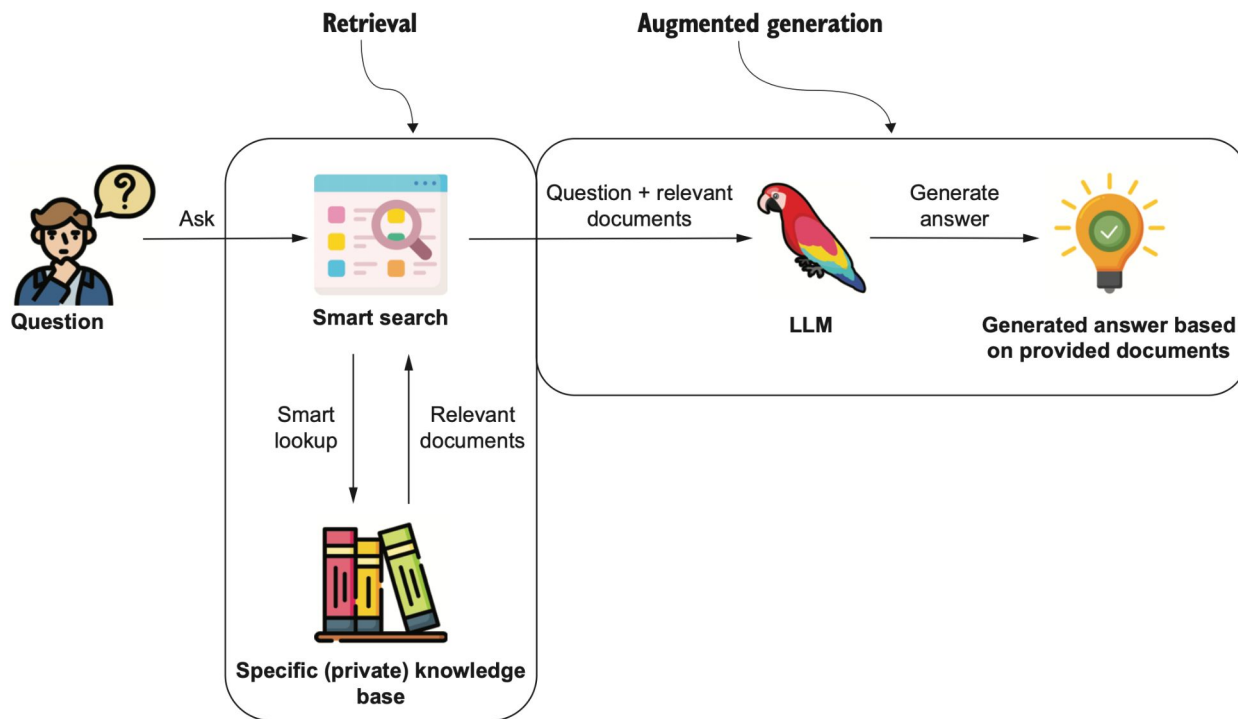 Retrieval
Augmented generation
?
Ask
Question
Smart search
Question + relevant
documents
LLM
Generate
answer
Generated answer based
on provided documents
Smart
lookup
Relevant
documents
Specific (private) knowledge
base